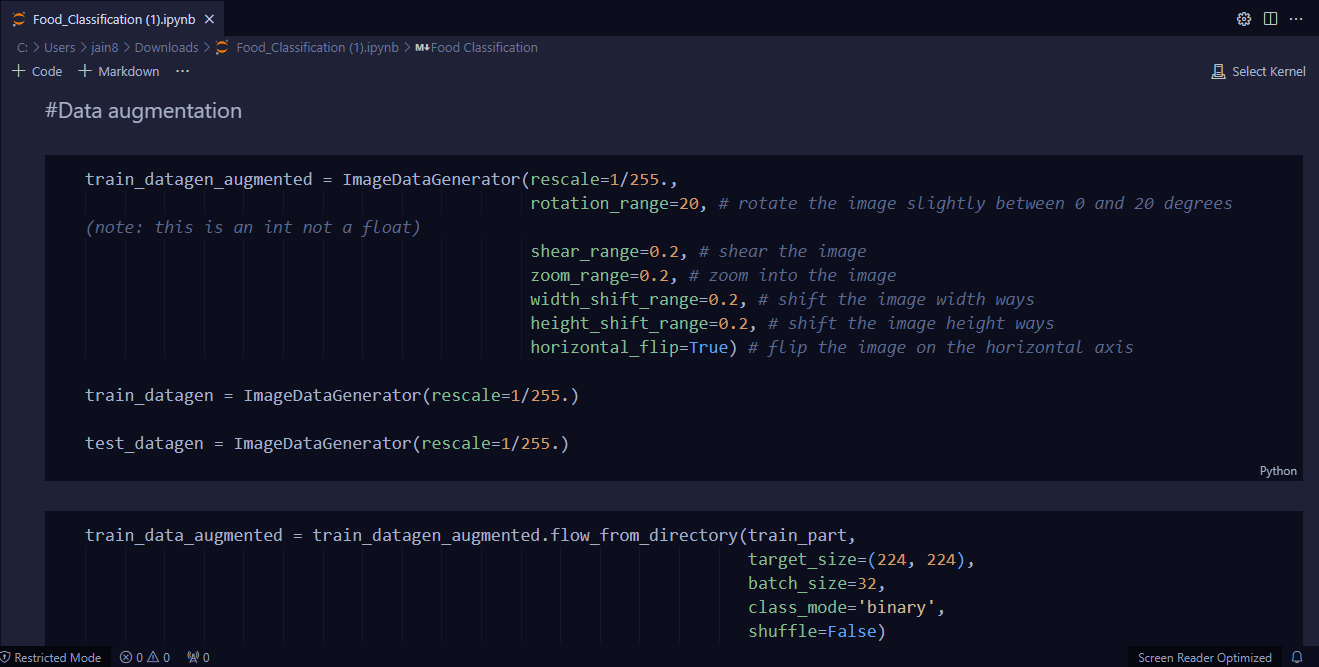 Food_Classification (1).ipynb
C: > Users > jain8 > Downloads > Food_Classification (1).ipynb > M↓Food Classification
+ Code + Markdown ··· Select Kernel
#Data augmentation
train_datagen_augmented = ImageDataGenerator(rescale=1/255.,
rotation_range=20, # rotate the image slightly between 0 and 20 degrees
(note: this is an int not a float)
shear_range=0.2, # shear the image
zoom_range=0.2, # zoom into the image
width_shift_range=0.2, # shift the image width ways
height_shift_range=0.2, # shift the image height ways
horizontal_flip=True) # flip the image on the horizontal axis
train_datagen = ImageDataGenerator(rescale=1/255.)
test_datagen = ImageDataGenerator(rescale=1/255.)
Python
train_data_augmented = train_datagen_augmented.flow_from_directory(train_part,
target_size=(224, 224),
batch_size=32,
class_mode='binary',
shuffle=False)
Restricted Mode 0 0 0 Screen Reader Optimized